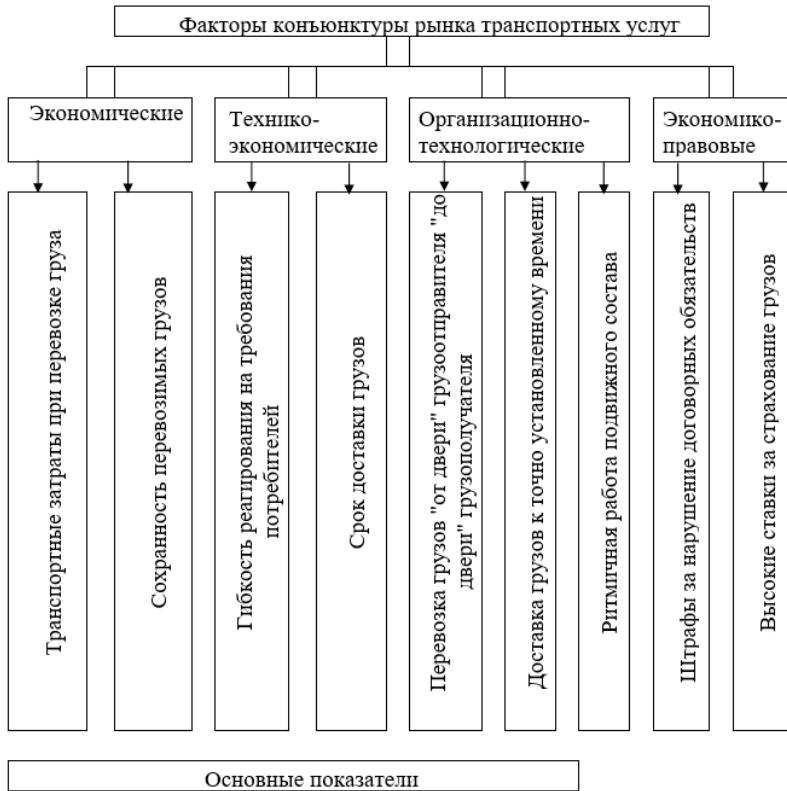 Факторы конъюнктуры рынка транспортных услуг
Экономические
Технико-
экономические
Организационно-
технологические
Экономико-
правовые
Транспортные затраты при перевозке груза
Сохранность перевозимых грузов
Гибкость реагирования на требования
потребителей
Срок доставки грузов
Перевозка грузов "от двери" грузоотправителя "до
двери" грузополучателя
Доставка грузов к точно установленному времени
Ритмичная работа подвижного состава
Штрафы за нарушение договорных обязательств
Высокие ставки за страхование грузов
Основные показатели